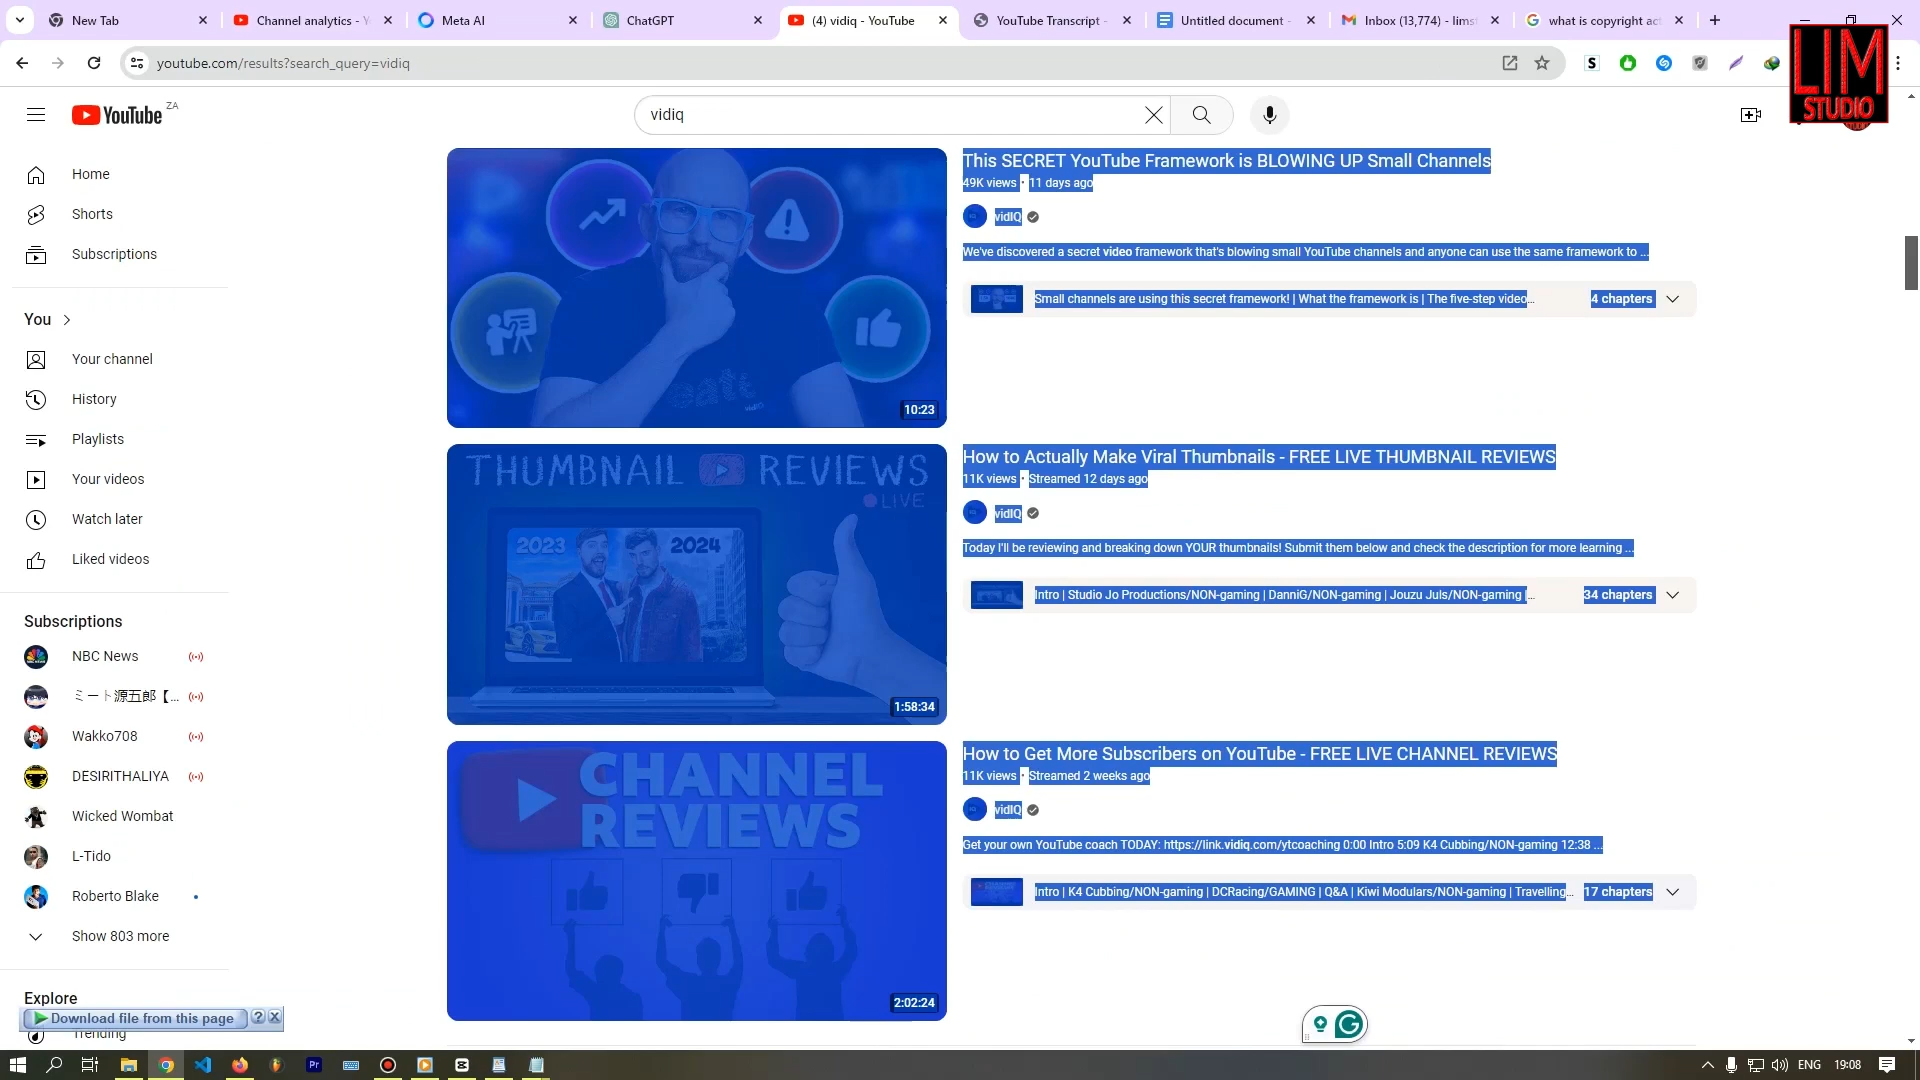 New Tab
Channel analytics - Y
Meta AI
ChatGPT
(4) vidiq - YouTube
YouTube Transcript -
Untitled document -
Inbox (13,774) - lims
what is copyright act
youtube.com/results?search_query=vidiq
LIM
STUDIO
YouTube ZA
vidiq
Home
Shorts
Subscriptions
You
Your channel
History
Playlists
Your videos
Watch later
Liked videos
Subscriptions
NBC News
ミート源五郎【...
Wakko708
DESIRITHALIYA
Wicked Wombat
L-Tido
Roberto Blake
Show 803 more
Explore
Trending
Download file from this page
10:23
This SECRET YouTube Framework is BLOWING UP Small Channels
49K views • 11 days ago
vidIQ
We've discovered a secret video framework that's blowing small YouTube channels and anyone can use the same framework to ...
Small channels are using this secret framework! | What the framework is | The five-step video...
4 chapters
THUMBNAIL REVIEWS
LIVE
2023
2024
1:58:34
How to Actually Make Viral Thumbnails - FREE LIVE THUMBNAIL REVIEWS
11K views • Streamed 12 days ago
vidIQ
Today I'll be reviewing and breaking down YOUR thumbnails! Submit them below and check the description for more learning ...
Intro | Studio Jo Productions/NON-gaming | DanniG/NON-gaming | Jouzu Juls/NON-gaming |...
34 chapters
CHANNEL
REVIEWS
2:02:24
How to Get More Subscribers on YouTube - FREE LIVE CHANNEL REVIEWS
11K views • Streamed 2 weeks ago
vidIQ
Get your own YouTube coach TODAY: https://link.vidiq.com/ytcoaching 0:00 Intro 5:09 K4 Cubbing/NON-gaming 12:38 ...
Intro | K4 Cubbing/NON-gaming | DCRacing/GAMING | Q&A | Kiwi Modulars/NON-gaming | Travelling...
17 chapters
ENG
19:08